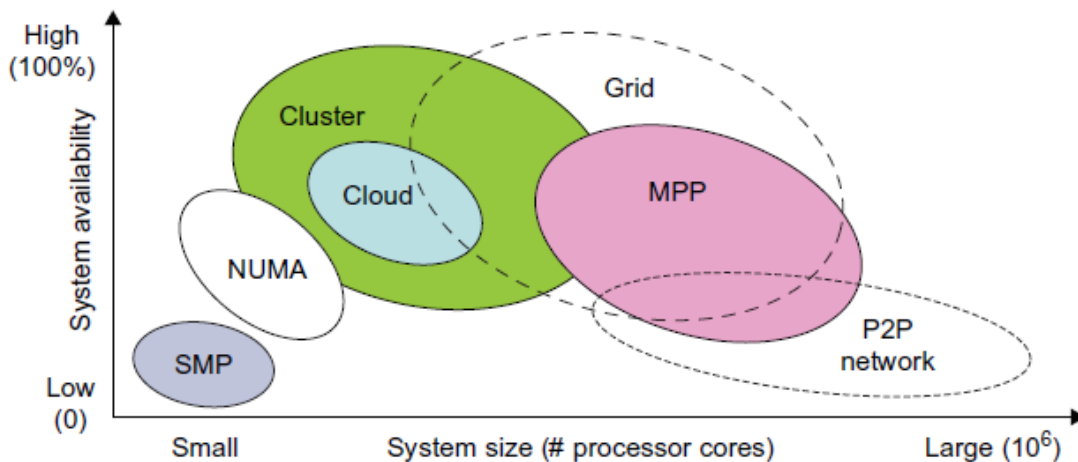 High
(100%)
System availability
Low
(0)
Cluster
Cloud
NUMA
SMP
Grid
MPP
P2P
network
Small
System size (# processor cores)
Large (10⁶)